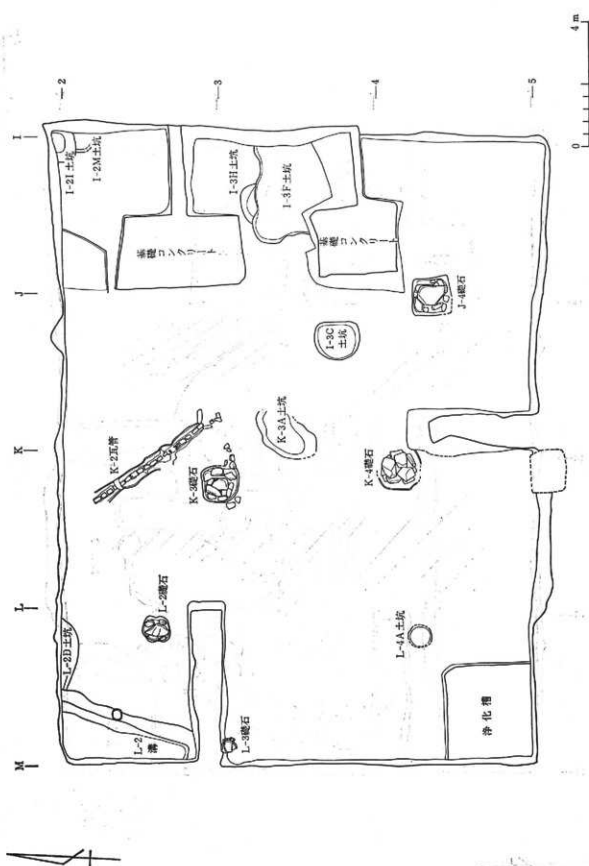 4 m
0
2
3
4
5
I
J
K
L
M
I-2I土坑
I-2M土坑
I-3H土坑
I-3F土坑
基礎コンクリート
基礎コンクリート
J-4礎石
I-3C
土坑
K-2瓦管
K-3A土坑
K-3礎石
K-4礎石
L-2礎石
L-2D土坑
L-4A土坑
L-2
溝
L-3礎石
浄化槽